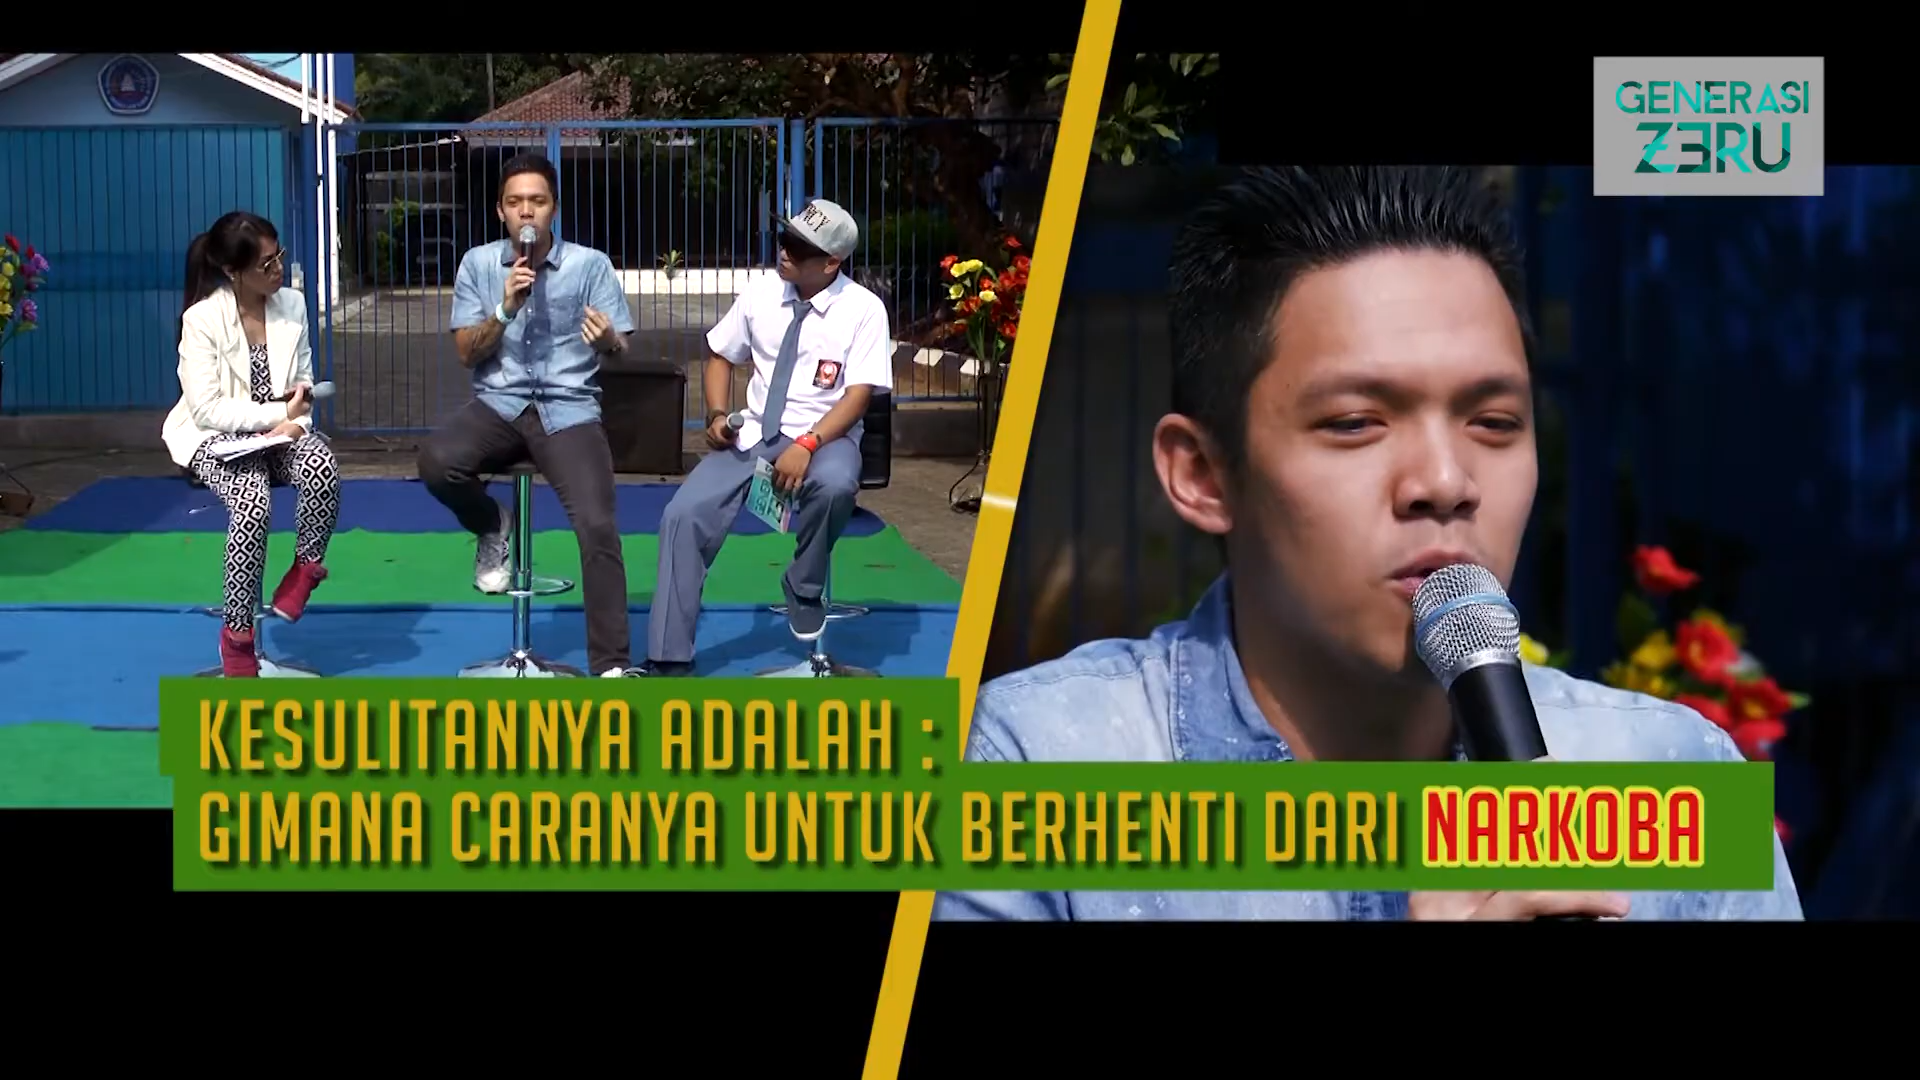 GENERASI
Z3RU
KESULITANNYA ADALAH :
GIMANA CARANYA UNTUK BERHENTI DARI NARKOBA